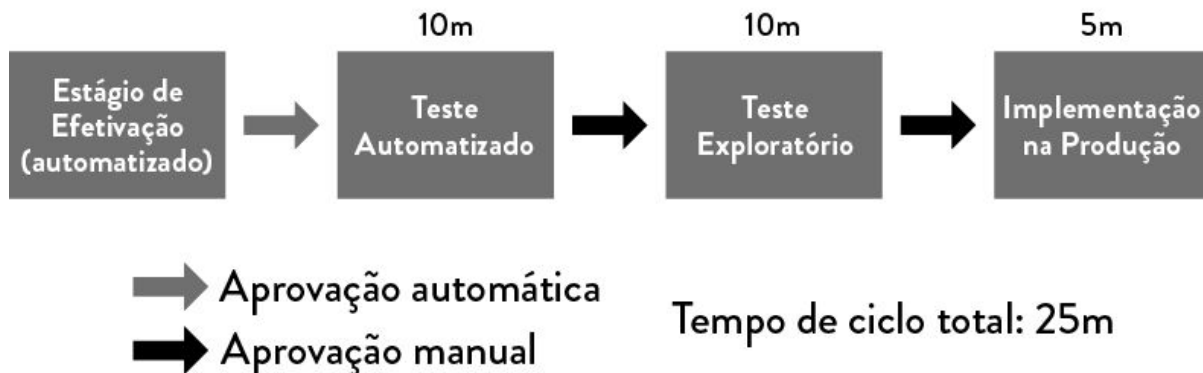 10m
10m
5m
Estágio de
Efetivação
(automatizado)
Teste
Automatizado
Teste
Exploratório
Implementação
na Produção
Aprovação automática
Aprovação manual
Tempo de ciclo total: 25m